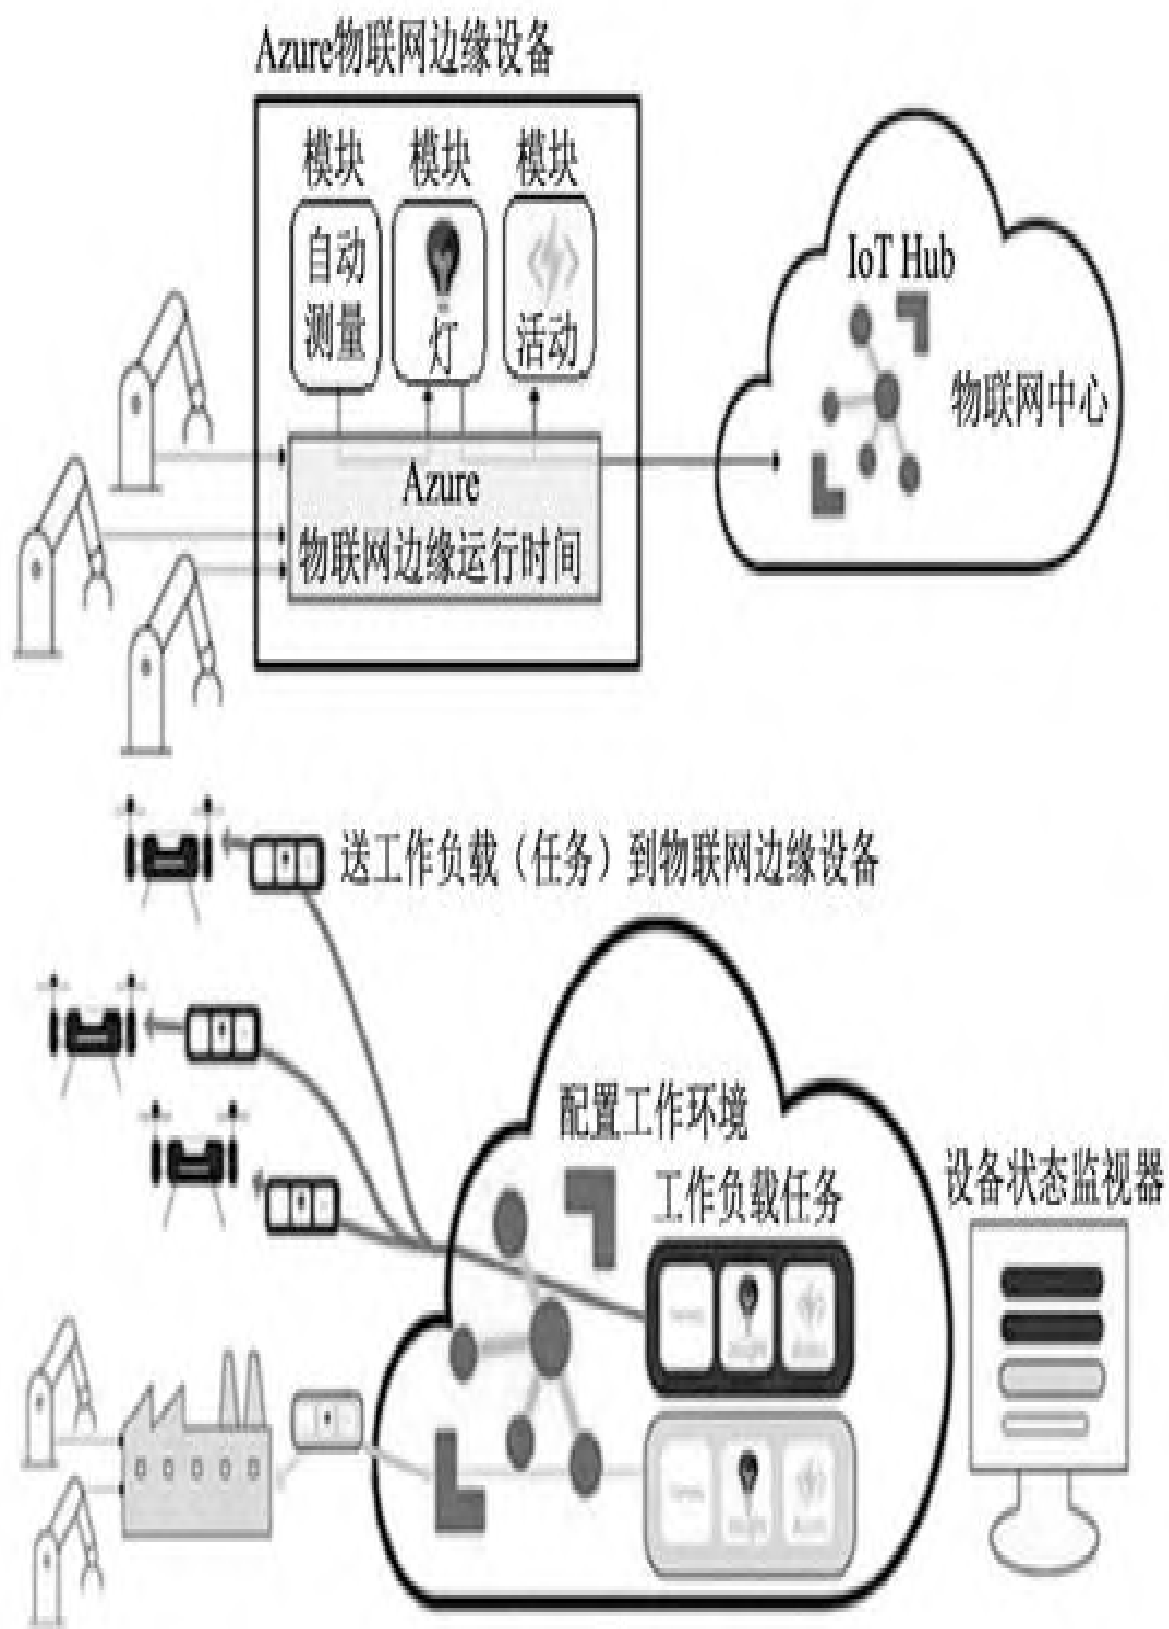 Azure物联网边缘设备
模块 模块 模块
自动
测量
灯
活动
IoT Hub
物联网中心
Azure
物联网边缘运行时间
送工作负载（任务）到物联网边缘设备
配置工作环境
工作负载任务
设备状态监视器